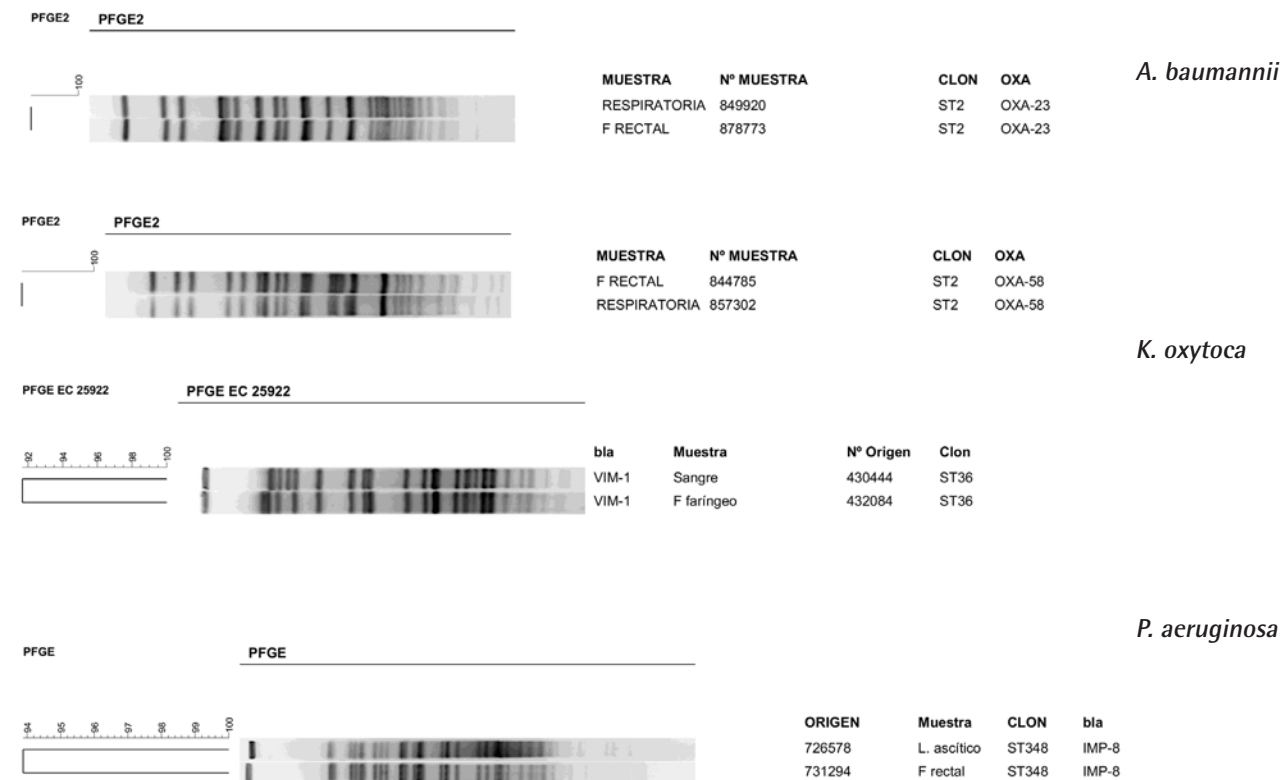 PFGE2 PFGE2
A. baumannii
100
MUESTRA Nº MUESTRA CLON OXA
RESPIRATORIA 849920 ST2 OXA-23
F RECTAL 878773 ST2 OXA-23
PFGE2 PFGE2
100
MUESTRA Nº MUESTRA CLON OXA
F RECTAL 844785 ST2 OXA-58
RESPIRATORIA 857302 ST2 OXA-58
K. oxytoca
PFGE EC 25922 PFGE EC 25922
92 94 96 98 100
bla Muestra Nº Origen Clon
VIM-1 Sangre 430444 ST36
VIM-1 F faríngeo 432084 ST36
P. aeruginosa
PFGE PFGE
94 95 96 97 98 99 100
ORIGEN Muestra CLON bla
726578 L. ascítico ST348 IMP-8
731294 F rectal ST348 IMP-8